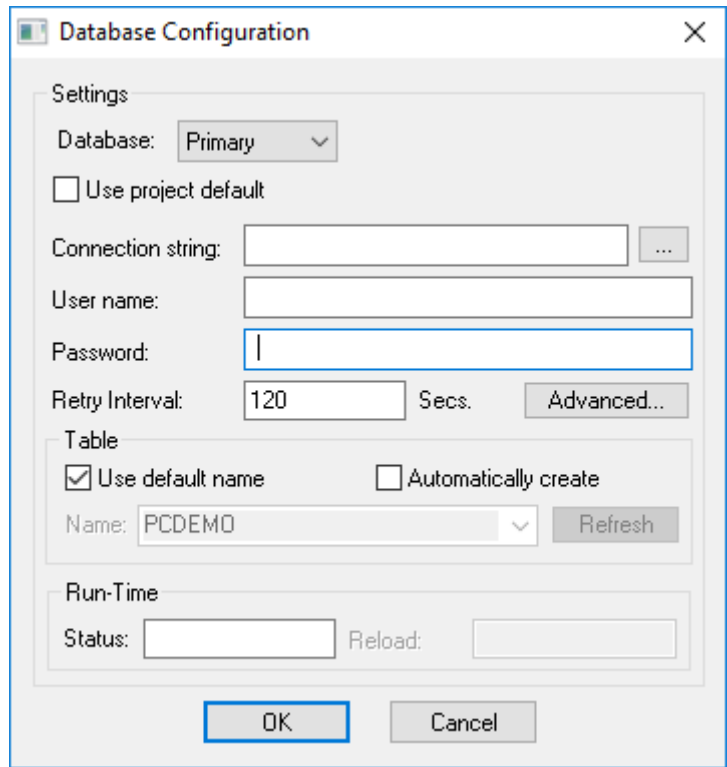 Database Configuration
Settings
Database: Primary
Use project default
Connection string: ...
User name:
Password:
Retry Interval: 120 Secs. Advanced...
Table
Use default name Automatically create
Name: PCDEMO Refresh
Run-Time
Status: Reload:
OK Cancel